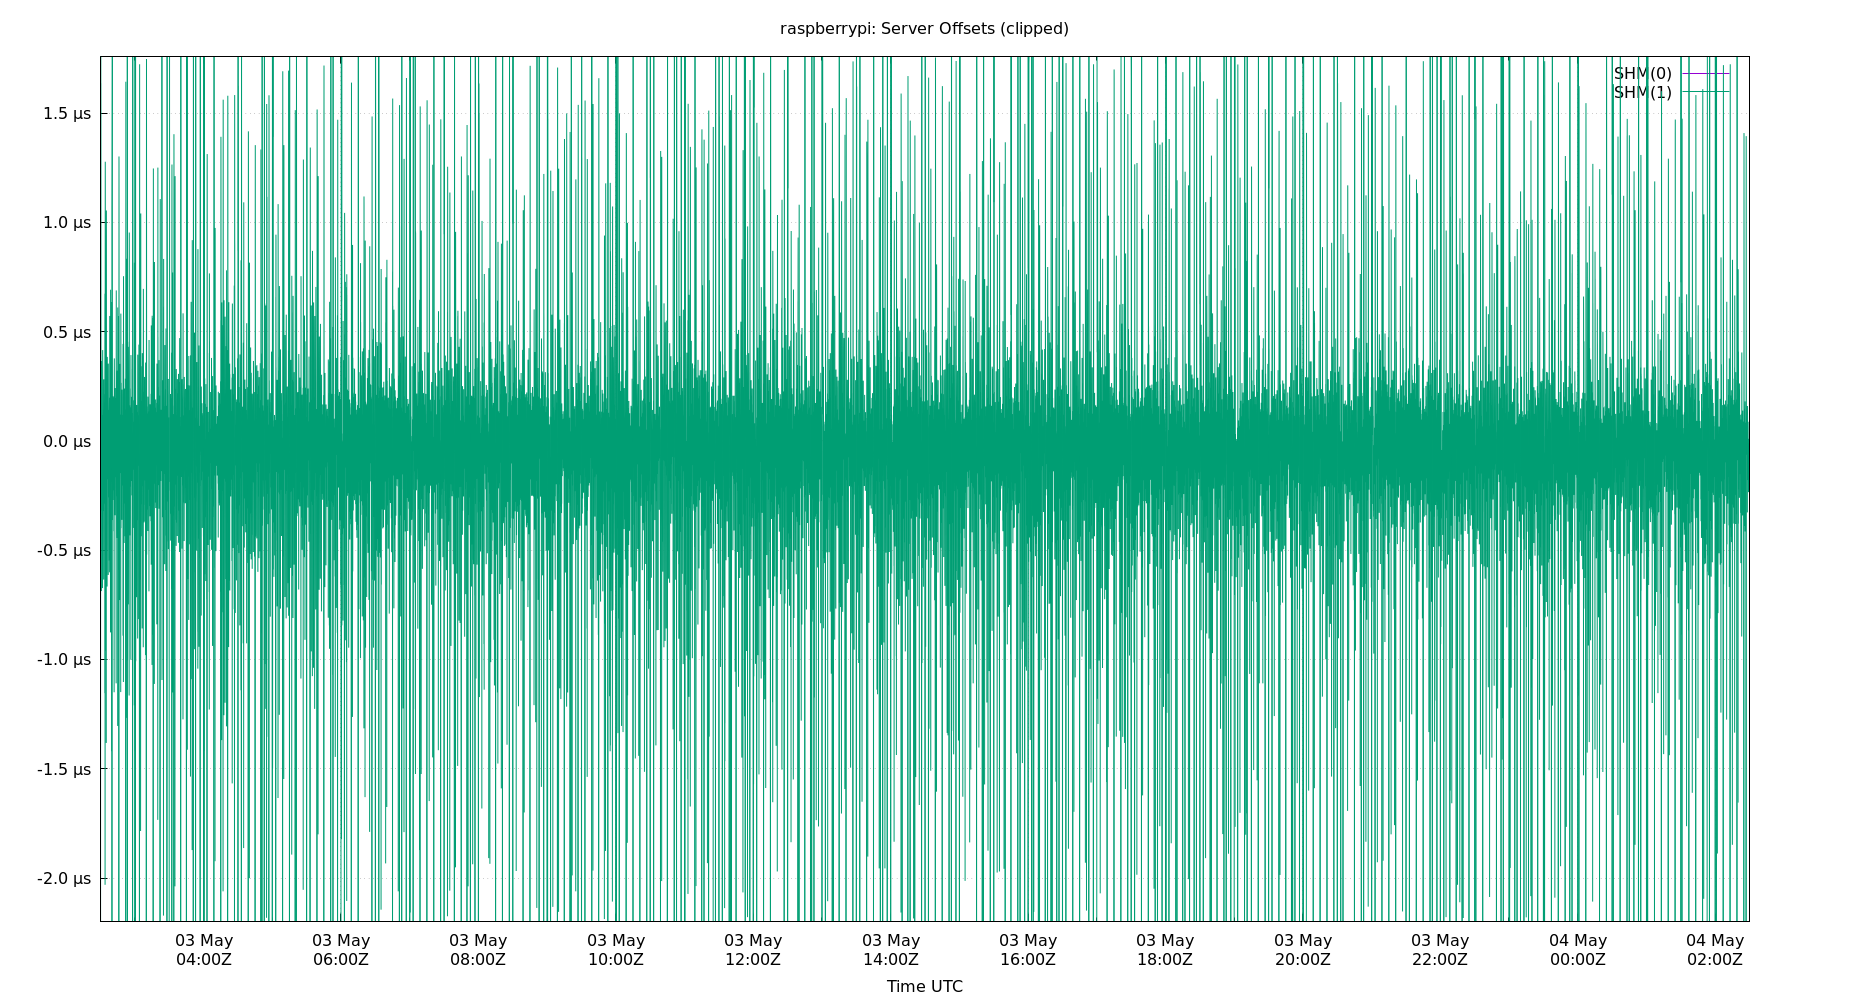 raspberrypi: Server Offsets (clipped)
SHM(0)
SHM(1)
1.5 µs
1.0 µs
0.5 µs
0.0 µs
-0.5 µs
-1.0 µs
-1.5 µs
-2.0 µs
03 May 03 May 03 May 03 May 03 May 03 May 03 May 03 May 03 May 03 May 04 May 04 May
04:00Z 06:00Z 08:00Z 10:00Z 12:00Z 14:00Z 16:00Z 18:00Z 20:00Z 22:00Z 00:00Z 02:00Z
Time UTC